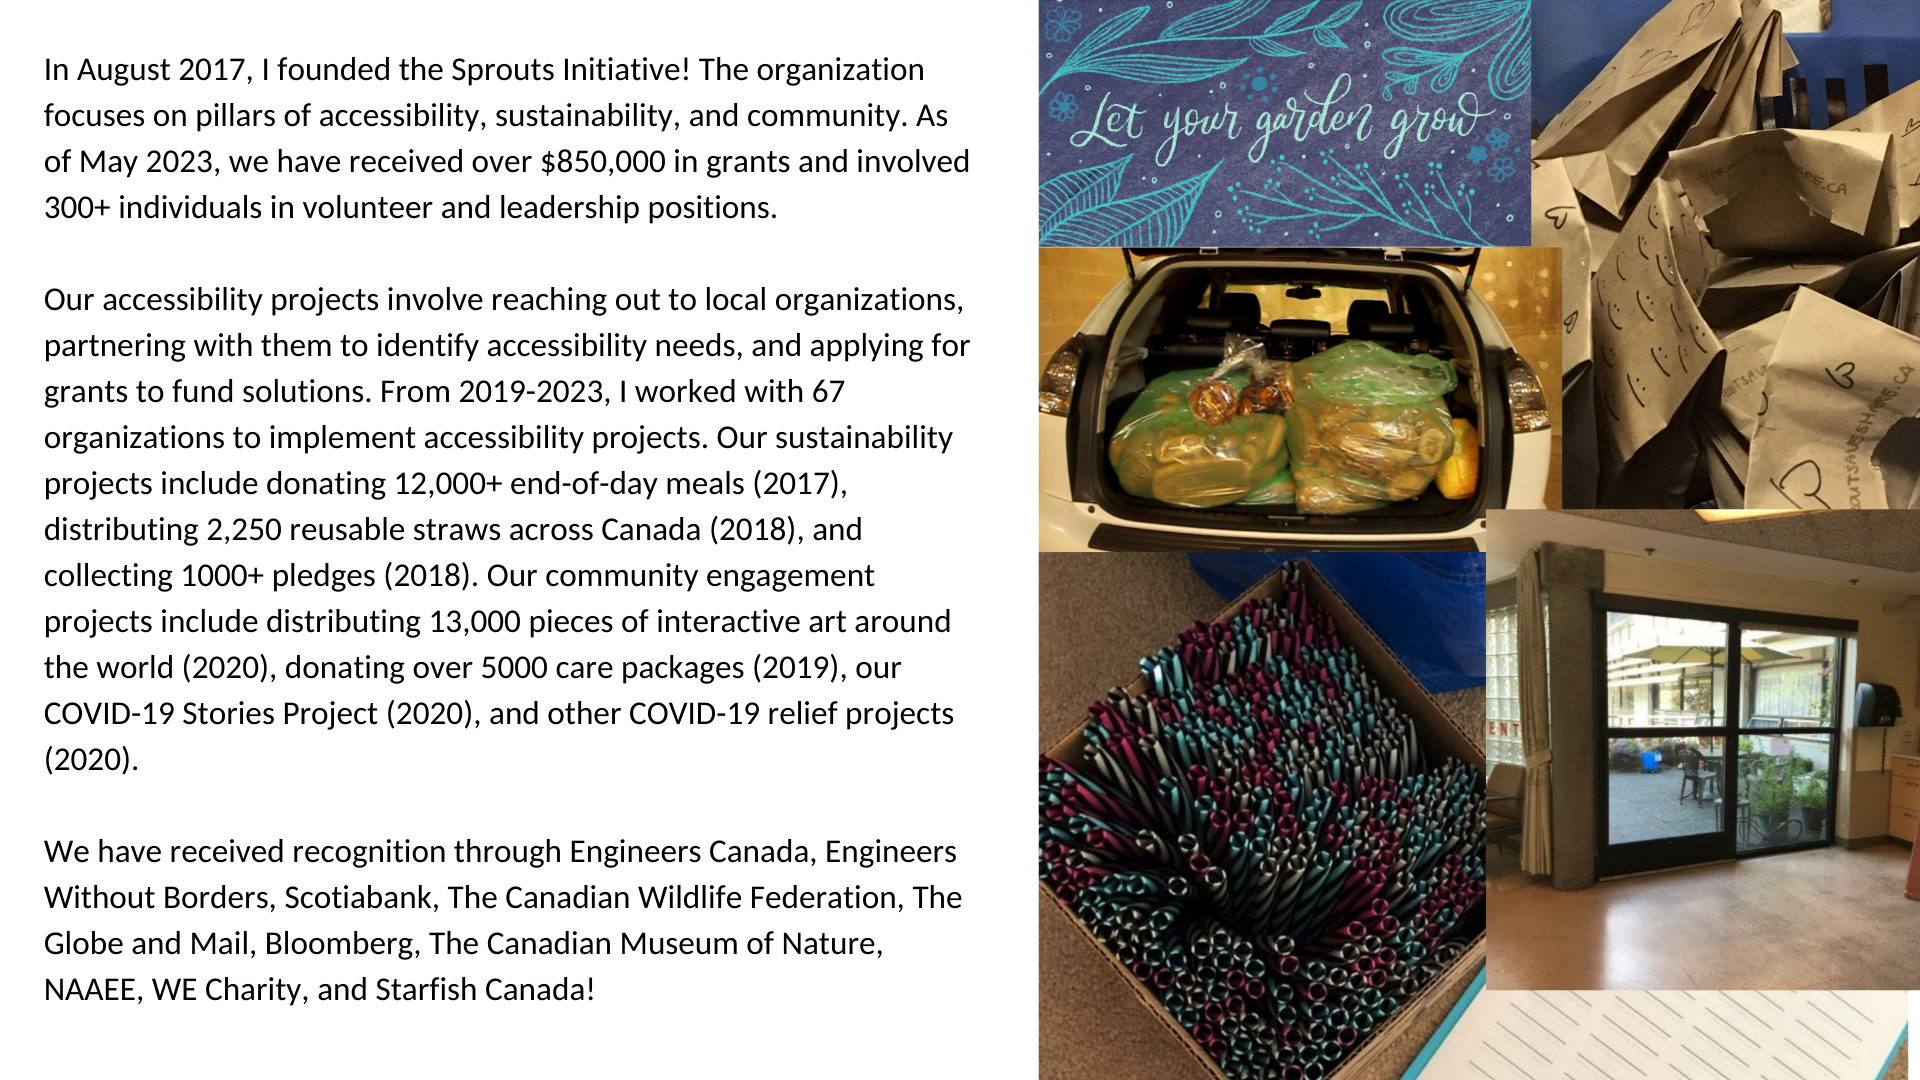 In August 2017, I founded the Sprouts Initiative! The organization
focuses on pillars of accessibility, sustainability, and community. As
of May 2023, we have received over $850,000 in grants and involved
300+ individuals in volunteer and leadership positions.
Our accessibility projects involve reaching out to local organizations,
partnering with them to identify accessibility needs, and applying for
grants to fund solutions. From 2019-2023, I worked with 67
organizations to implement accessibility projects. Our sustainability
projects include donating 12,000+ end-of-day meals (2017),
distributing 2,250 reusable straws across Canada (2018), and
collecting 1000+ pledges (2018). Our community engagement
projects include distributing 13,000 pieces of interactive art around
the world (2020), donating over 5000 care packages (2019), our
COVID-19 Stories Project (2020), and other COVID-19 relief projects
(2020).
We have received recognition through Engineers Canada, Engineers
Without Borders, Scotiabank, The Canadian Wildlife Federation, The
Globe and Mail, Bloomberg, The Canadian Museum of Nature,
NAAEE, WE Charity, and Starfish Canada!
Let your garden grow